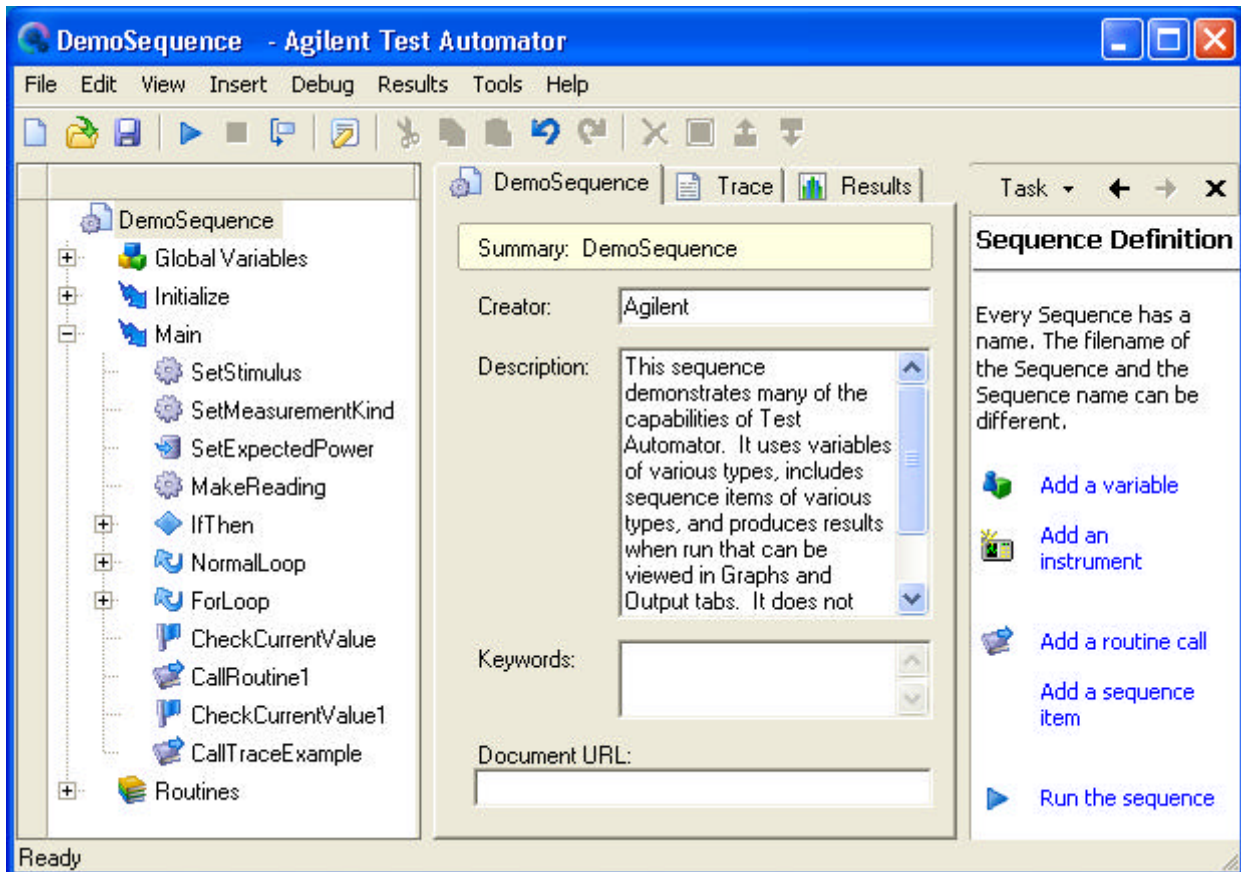 DemoSequence - Agilent Test Automator
File Edit View Insert Debug Results Tools Help
DemoSequence
Global Variables
Initialize
Main
SetStimulus
SetMeasurementKind
SetExpectedPower
MakeReading
IfThen
NormalLoop
ForLoop
CheckCurrentValue
CallRoutine1
CheckCurrentValue1
CallTraceExample
Routines
DemoSequence Trace Results
Summary: DemoSequence
Creator: Agilent
Description: This sequence
demonstrates many of the
capabilities of Test
Automator. It uses variables
of various types, includes
sequence items of various
types, and produces results
when run that can be
viewed in Graphs and
Output tabs. It does not
Keywords:
Document URL:
Task
Sequence Definition
Every Sequence has a
name. The filename of
the Sequence and the
Sequence name can be
different.
Add a variable
Add an
instrument
Add a routine call
Add a sequence
item
Run the sequence
Ready